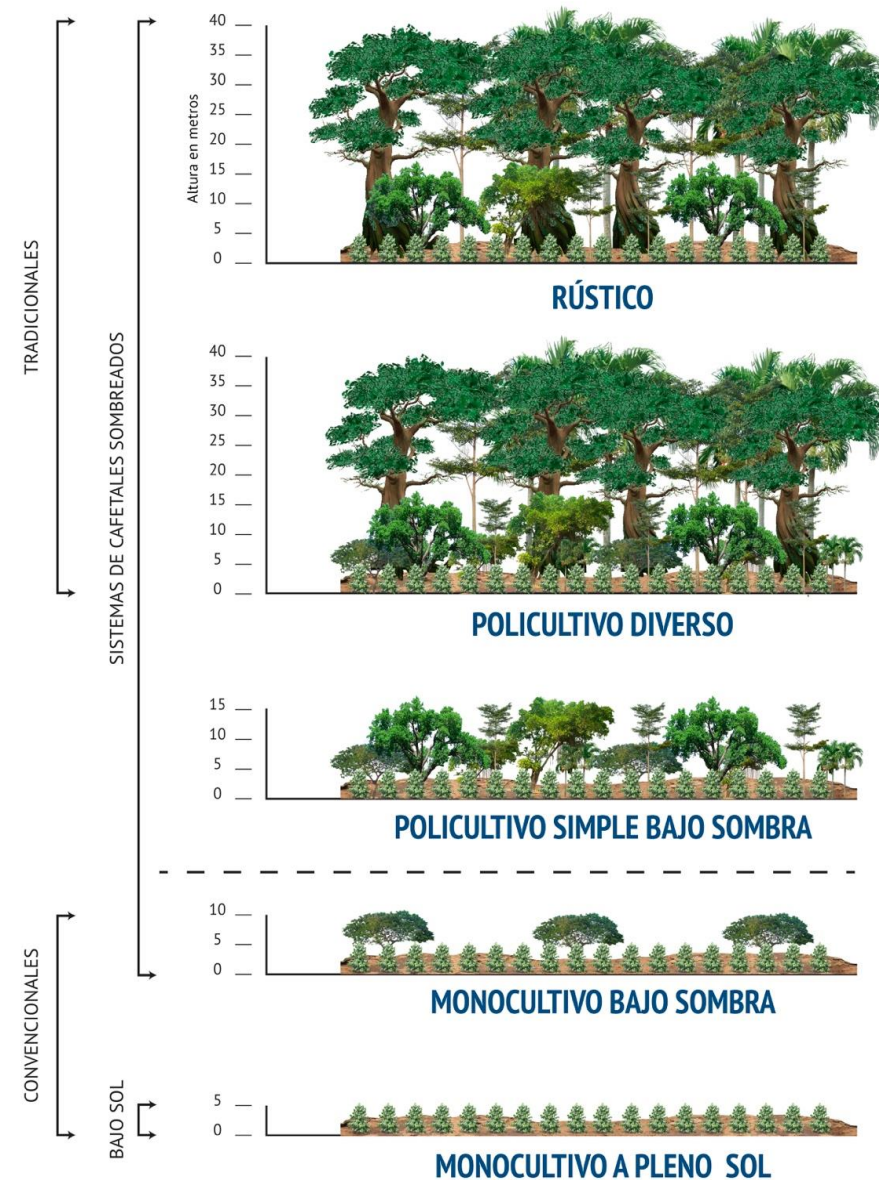 TRADICIONALES
SISTEMAS DE CAFETALES SOMBREADOS
Altura en metros
40
35
30
25
20
15
10
5
0
RÚSTICO
40
35
30
25
20
15
10
5
0
POLICULTIVO DIVERSO
15
10
5
0
POLICULTIVO SIMPLE BAJO SOMBRA
CONVENCIONALES
10
5
0
MONOCULTIVO BAJO SOMBRA
BAJO SOL
5
0
MONOCULTIVO A PLENO SOL